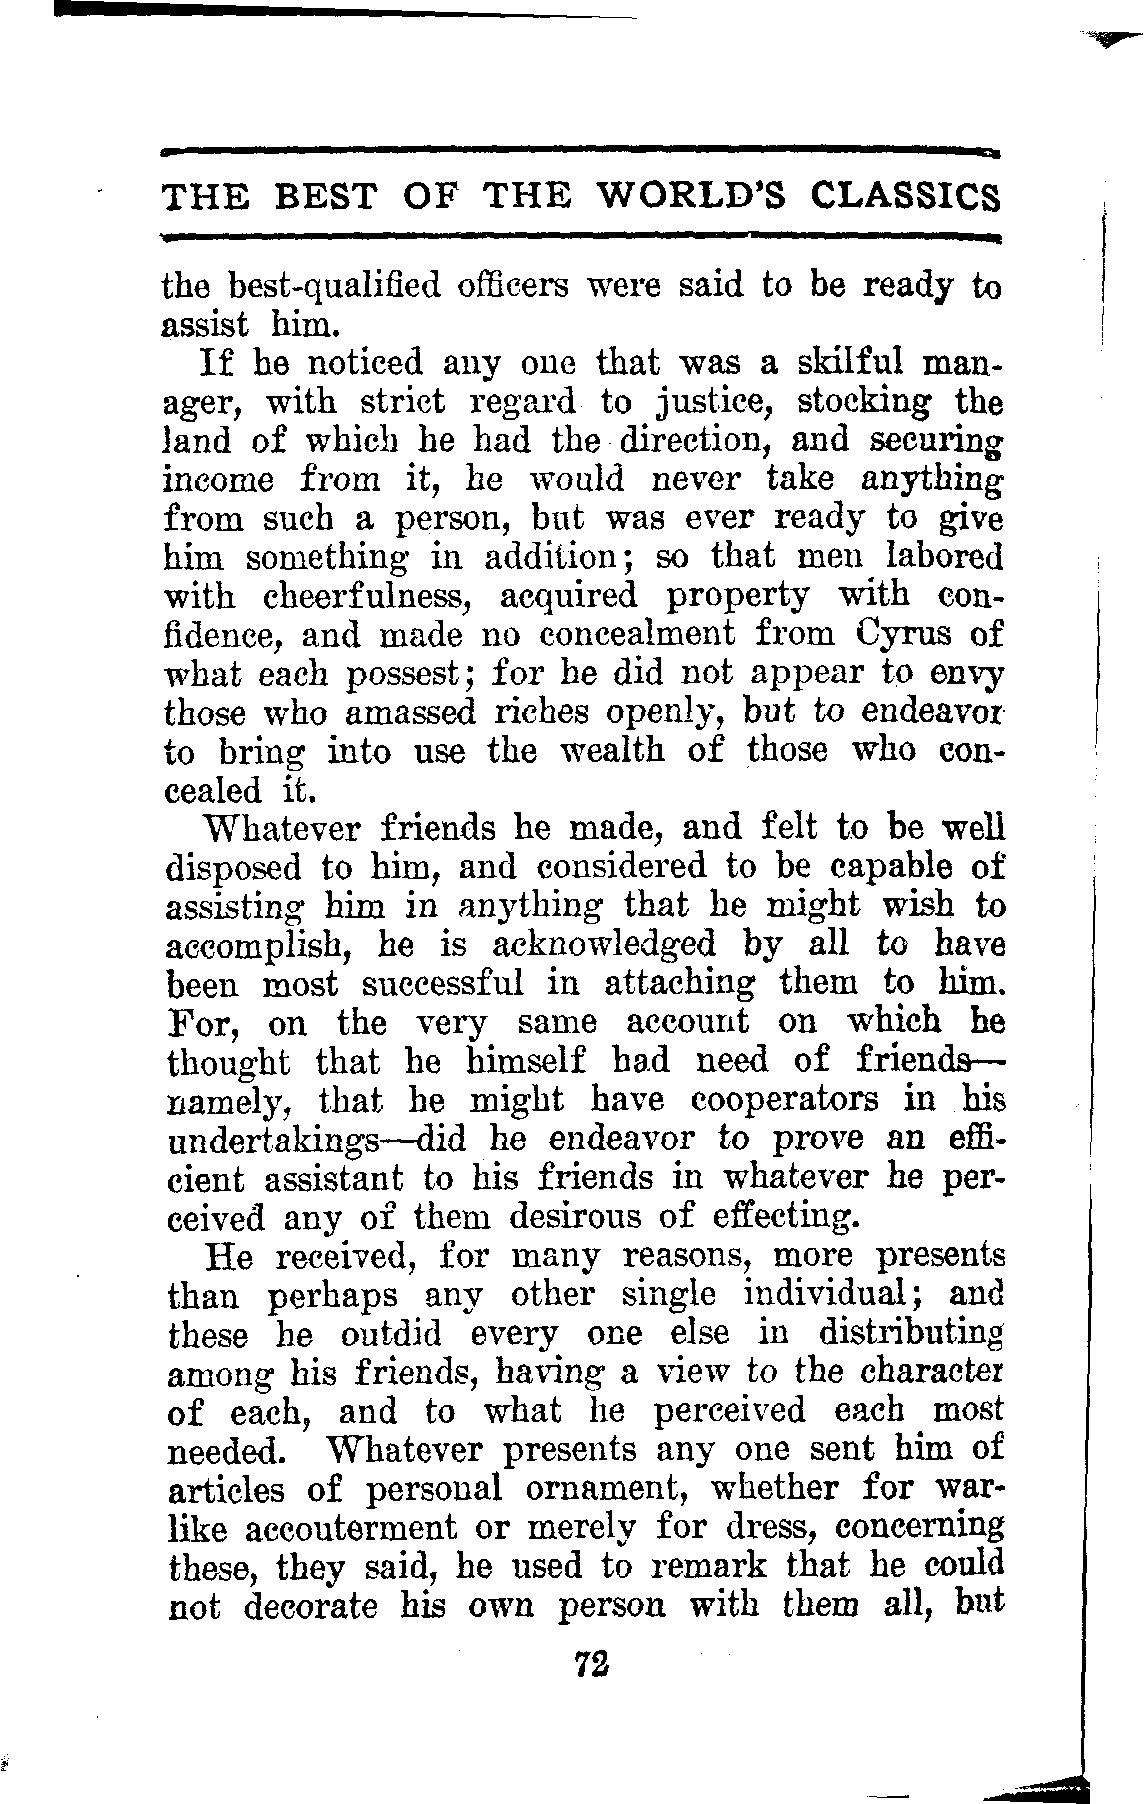 THE BEST OF THE WORLD'S CLASSICS
the best-qualified officers were said to be ready to
assist him.
If he noticed any one that was a skilful man-
ager, with strict regard to justice, stocking the
land of which he had the direction, and securing
income from it, he would never take anything
from such a person, but was ever ready to give
him something in addition; so that men labored
with cheerfulness, acquired property with con-
fidence, and made no concealment from Cyrus of
what each possest; for he did not appear to envy
those who amassed riches openly, but to endeavor
to bring into use the wealth of those who con-
cealed it.
Whatever friends he made, and felt to be well
disposed to him, and considered to be capable of
assisting him in anything that he might wish to
accomplish, he is acknowledged by all to have
been most successful in attaching them to him.
For, on the very same account on which he
thought that he himself had need of friends—
namely, that he might have cooperators in his
undertakings—did he endeavor to prove an effi-
cient assistant to his friends in whatever he per-
ceived any of them desirous of effecting.
He received, for many reasons, more presents
than perhaps any other single individual; and
these he outdid every one else in distributing
among his friends, having a view to the character
of each, and to what he perceived each most
needed. Whatever presents any one sent him of
articles of personal ornament, whether for war-
like accouterment or merely for dress, concerning
these, they said, he used to remark that he could
not decorate his own person with them all, but
72